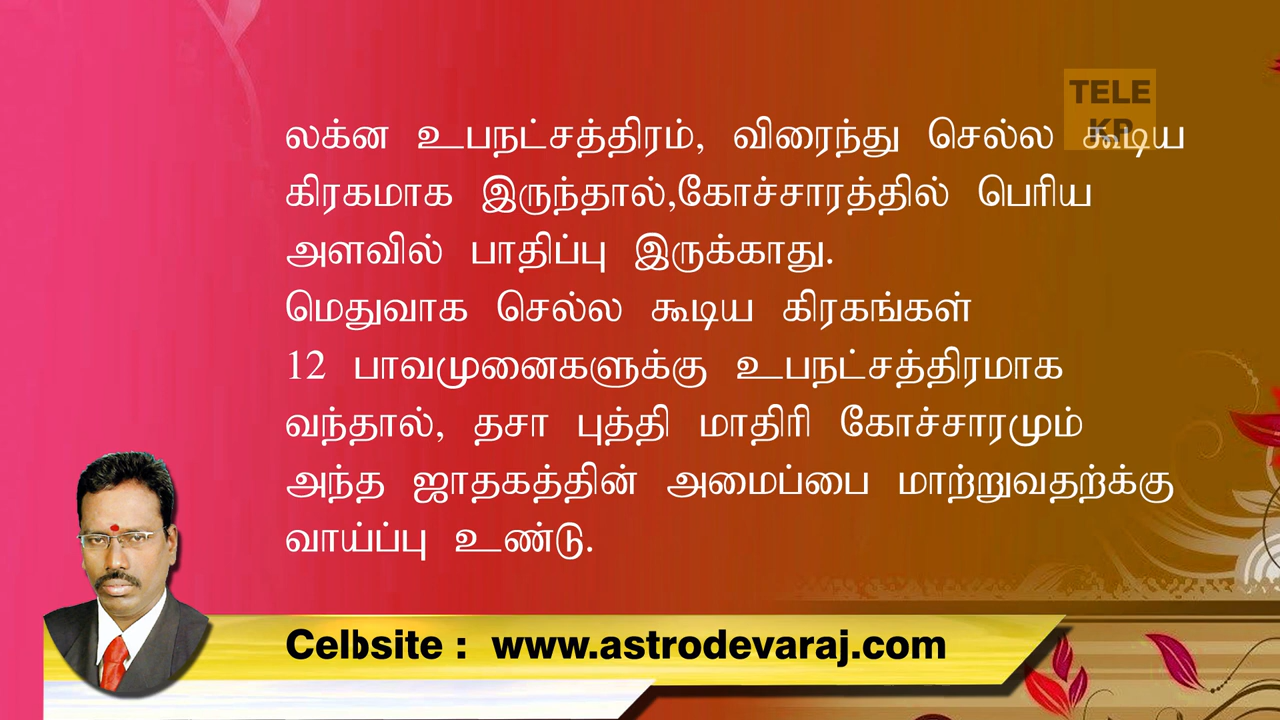 TELE
KP
லக்ன உபநட்சத்திரம், விரைந்து செல்ல கூடிய
கிரகமாக இருந்தால்,கோச்சாரத்தில் பெரிய
அளவில் பாதிப்பு இருக்காது.
மெதுவாக செல்ல கூடிய கிரகங்கள்
12 பாவமுனைகளுக்கு உபநட்சத்திரமாக
வந்தால், தசா புத்தி மாதிரி கோச்சாரமும்
அந்த ஜாதகத்தின் அமைப்பை மாற்றுவதற்க்கு
வாய்ப்பு உண்டு.
Celbsite : www.astrodevaraj.com